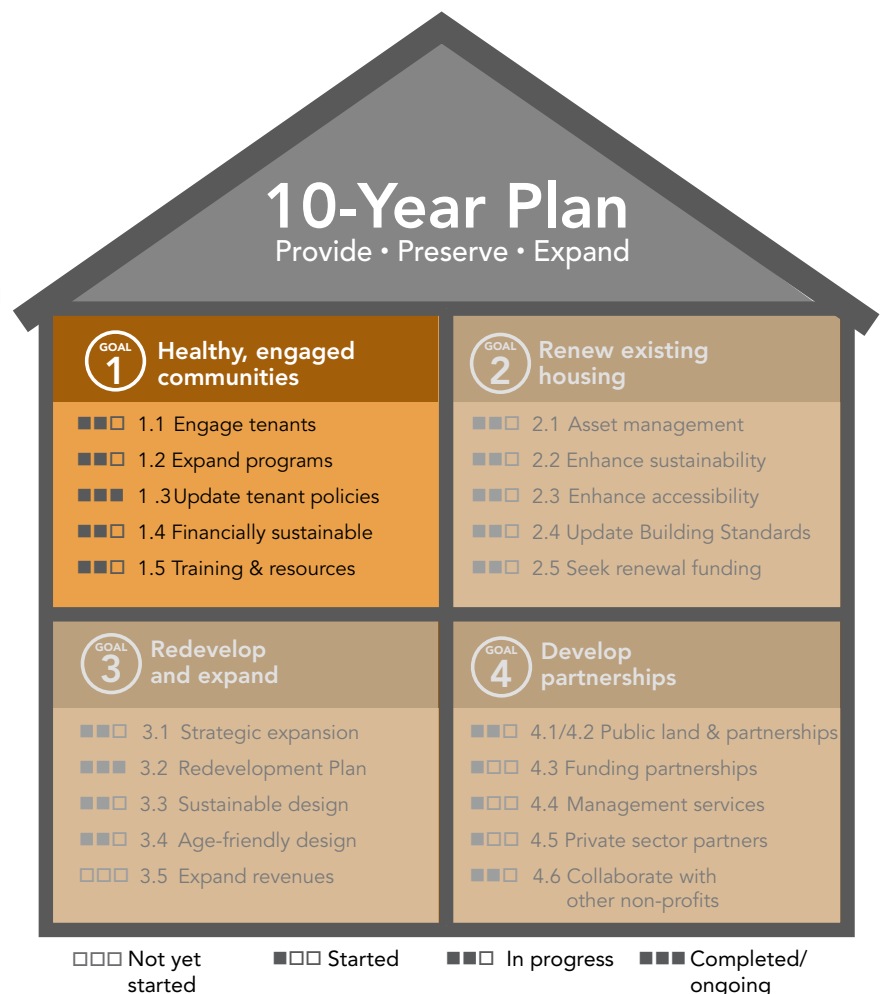 10-Year Plan
Provide • Preserve • Expand
GOAL
1
Healthy, engaged
communities
1.1 Engage tenants
1.2 Expand programs
1 .3Update tenant policies
1.4 Financially sustainable
1.5 Training & resources
GOAL
2
Renew existing
housing
2.1 Asset management
2.2 Enhance sustainability
2.3 Enhance accessibility
2.4 Update Building Standards
2.5 Seek renewal funding
GOAL
3
Redevelop
and expand
3.1 Strategic expansion
3.2 Redevelopment Plan
3.3 Sustainable design
3.4 Age-friendly design
3.5 Expand revenues
GOAL
4
Develop
partnerships
4.1/4.2 Public land & partnerships
4.3 Funding partnerships
4.4 Management services
4.5 Private sector partners
4.6 Collaborate with
other non-profits
Not yet
started
Started
In progress
Completed/
ongoing